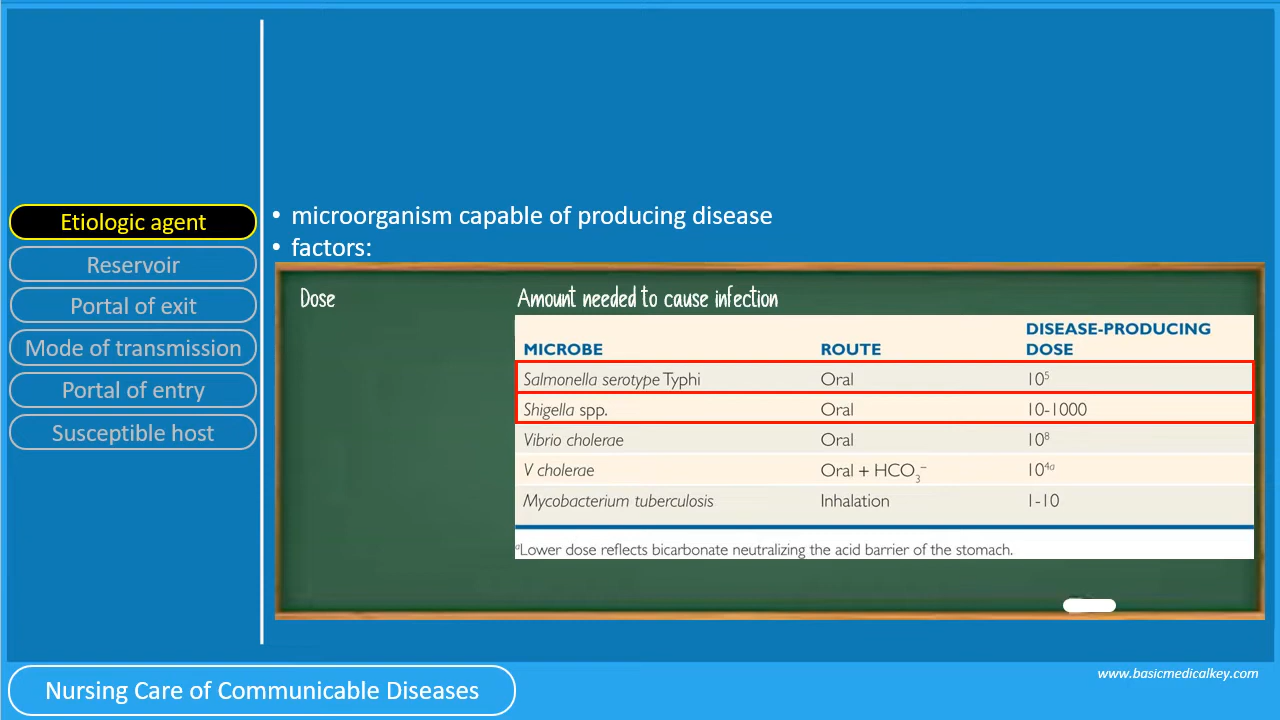 Etiologic agent
Reservoir
Portal of exit
Mode of transmission
Portal of entry
Susceptible host
• microorganism capable of producing disease
• factors:
Dose
Amount needed to cause infection
MICROBE ROUTE DISEASE-PRODUCING DOSE
Salmonella serotype Typhi Oral 10⁵
Shigella spp. Oral 10-1000
Vibrio cholerae Oral 10⁸
V cholerae Oral + HCO₃⁻ 10⁴ᵃ
Mycobacterium tuberculosis Inhalation 1-10
ᵃLower dose reflects bicarbonate neutralizing the acid barrier of the stomach.
Nursing Care of Communicable Diseases
www.basicmedicalkey.com